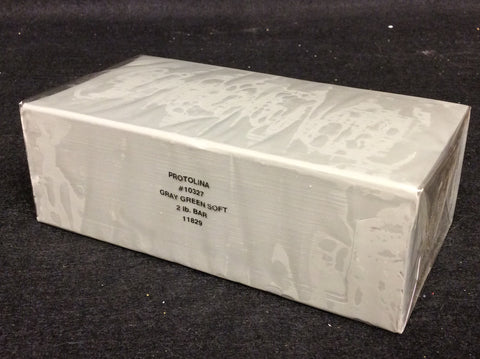 PROTOLINA
#10327
GRAY GREEN SOFT
2 lb. BAR
11829